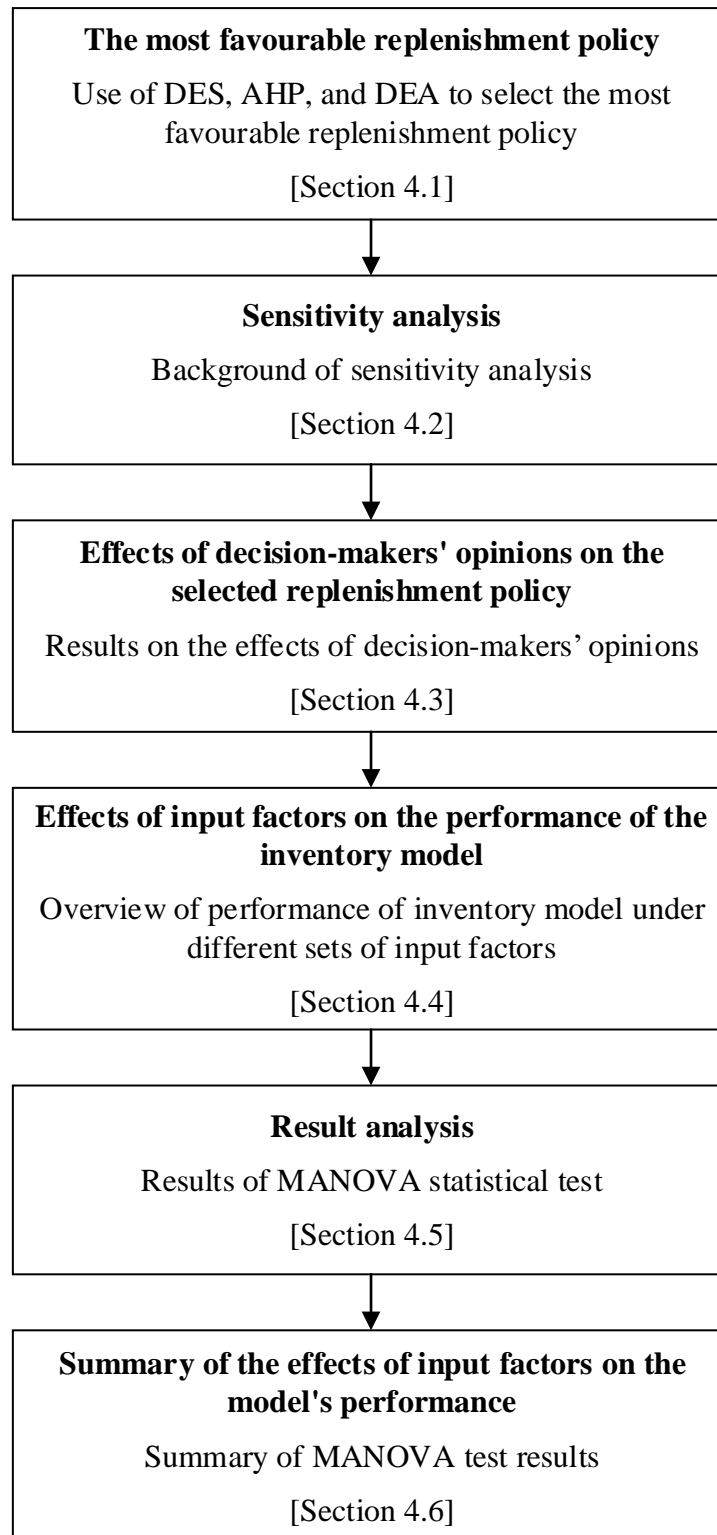 The most favourable replenishment policy
Use of DES, AHP, and DEA to select the most
favourable replenishment policy
[Section 4.1]
Sensitivity analysis
Background of sensitivity analysis
[Section 4.2]
Effects of decision-makers' opinions on the
selected replenishment policy
Results on the effects of decision-makers’ opinions
[Section 4.3]
Effects of input factors on the performance of the
inventory model
Overview of performance of inventory model under
different sets of input factors
[Section 4.4]
Result analysis
Results of MANOVA statistical test
[Section 4.5]
Summary of the effects of input factors on the
model's performance
Summary of MANOVA test results
[Section 4.6]